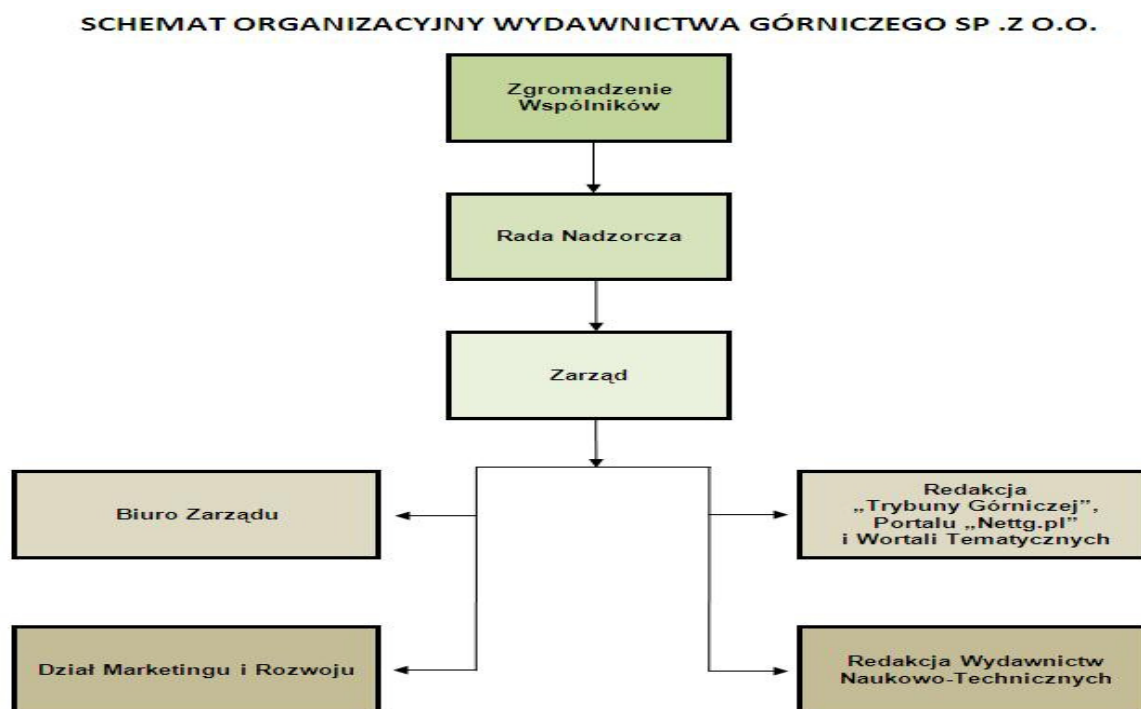 SCHEMAT ORGANIZACYJNY WYDAWNICTWA GÓRNICZEGO SP .Z O.O.
Zgromadzenie
Wspólników
Rada Nadzorcza
Zarząd
Biuro Zarządu
Redakcja
„Trybuny Górniczej”,
Portalu „Nettg.pl”
i Wortali Tematycznych
Dział Marketingu i Rozwoju
Redakcja Wydawnictw
Naukowo-Technicznych